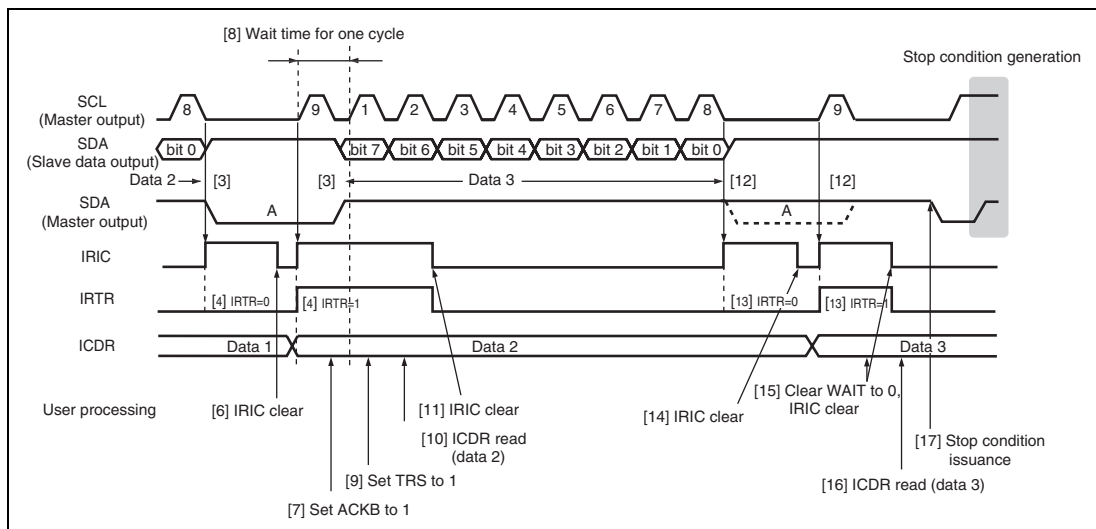 [8] Wait time for one cycle
Stop condition generation
SCL
(Master output)
8 9 1 2 3 4 5 6 7 8 9
SDA
(Slave data output)
bit 0 bit 7 bit 6 bit 5 bit 4 bit 3 bit 2 bit 1 bit 0
Data 2 [3] [3] Data 3 [12] [12]
SDA
(Master output)
A A
IRIC
IRTR
[4] IRTR=0 [4] IRTR=1 [13] IRTR=0 [13] IRTR=1
ICDR
Data 1 Data 2 Data 3
User processing
[6] IRIC clear
[11] IRIC clear
[14] IRIC clear
[15] Clear WAIT to 0,
IRIC clear
[10] ICDR read
(data 2)
[17] Stop condition
issuance
[9] Set TRS to 1
[16] ICDR read (data 3)
[7] Set ACKB to 1